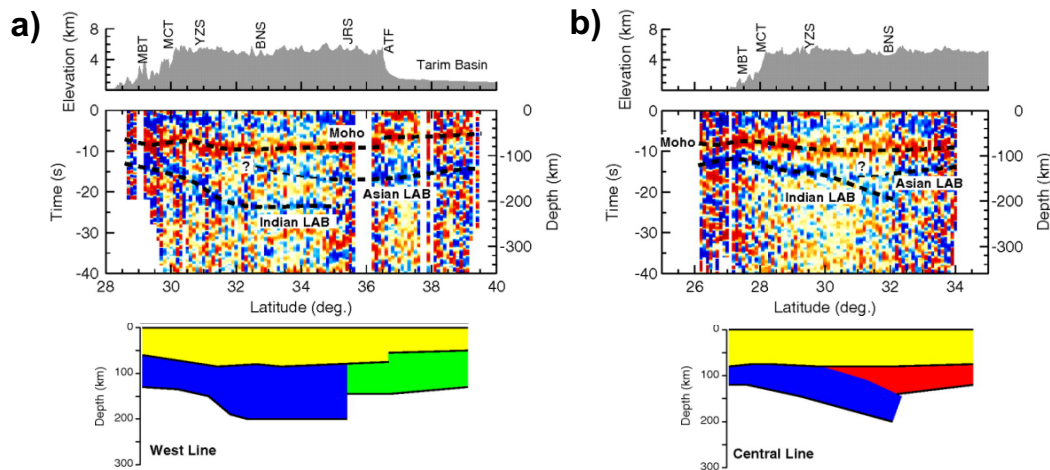 a)
Elevation (km)
8
4
MBT
MCT
YZS
BNS
JRS
ATF
Tarim Basin
Time (s)
0
-10
-20
-30
-40
Moho
?
Asian LAB
Indian LAB
0
100
200
300
Depth (km)
28 30 32 34 36 38 40
Latitude (deg.)
Depth (km)
0
100
200
300
West Line
b)
Elevation (km)
8
4
MBT
MCT
YZS
BNS
Time (s)
0
-10
-20
-30
-40
Moho
?
Asian LAB
Indian LAB
0
100
200
300
Depth (km)
26 28 30 32 34
Latitude (deg.)
Depth (km)
0
100
200
300
Central Line